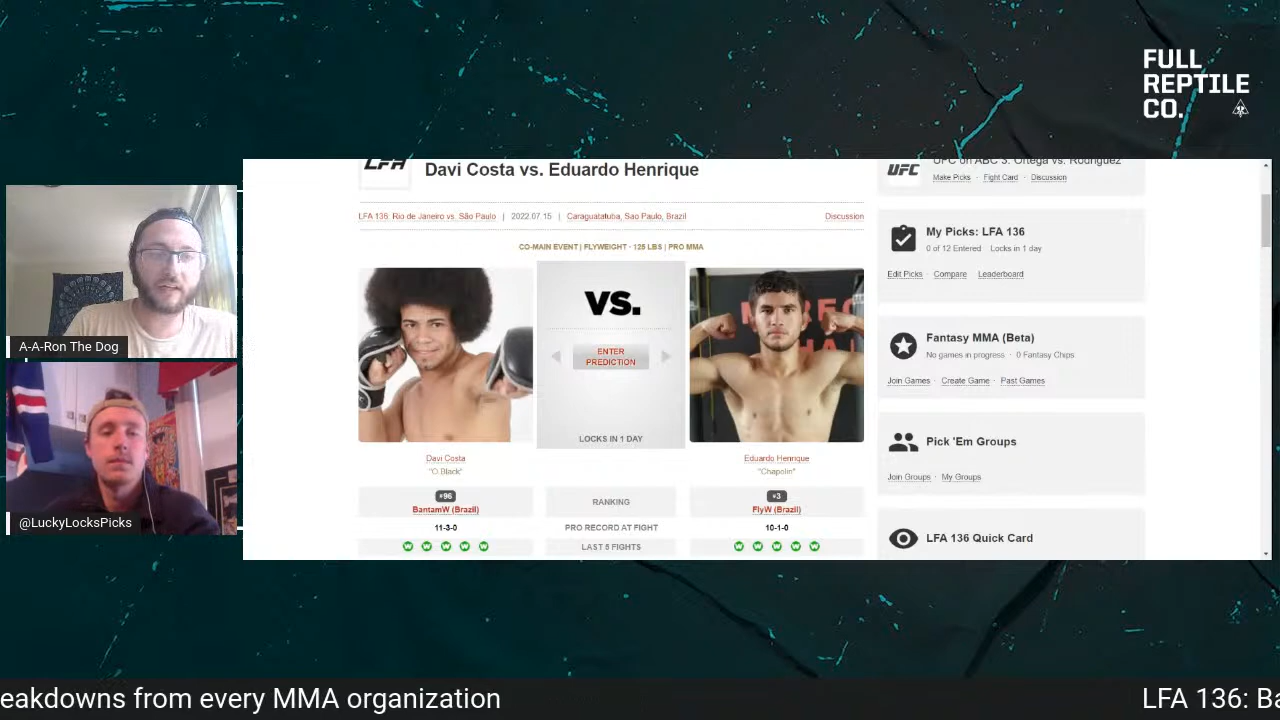 FULL
REPTILE
CO.
A-A-Ron The Dog
@LuckyLocksPicks
LFA
Davi Costa vs. Eduardo Henrique
LFA 136: Rio de Janeiro vs. São Paulo | 2022.07.15 | Caraguatatuba, Sao Paulo, Brazil
Discussion
CO-MAIN EVENT | FLYWEIGHT · 125 LBS | PRO MMA
VS.
ENTER
PREDICTION
LOCKS IN 1 DAY
Davi Costa
"O Black"
Eduardo Henrique
"Chapolin"
#96
BantamW (Brazil)
RANKING
#3
FlyW (Brazil)
11-3-0
PRO RECORD AT FIGHT
10-1-0
W W W W W
LAST 5 FIGHTS
W W W W W
UFC
UFC on ABC 3: Ortega vs. Rodriguez
Make Picks · Fight Card · Discussion
My Picks: LFA 136
0 of 12 Entered · Locks in 1 day
Edit Picks · Compare · Leaderboard
Fantasy MMA (Beta)
No games in progress · 0 Fantasy Chips
Join Games · Create Game · Past Games
Pick 'Em Groups
Join Groups · My Groups
LFA 136 Quick Card
eakdowns from every MMA organization
LFA 136: Ba